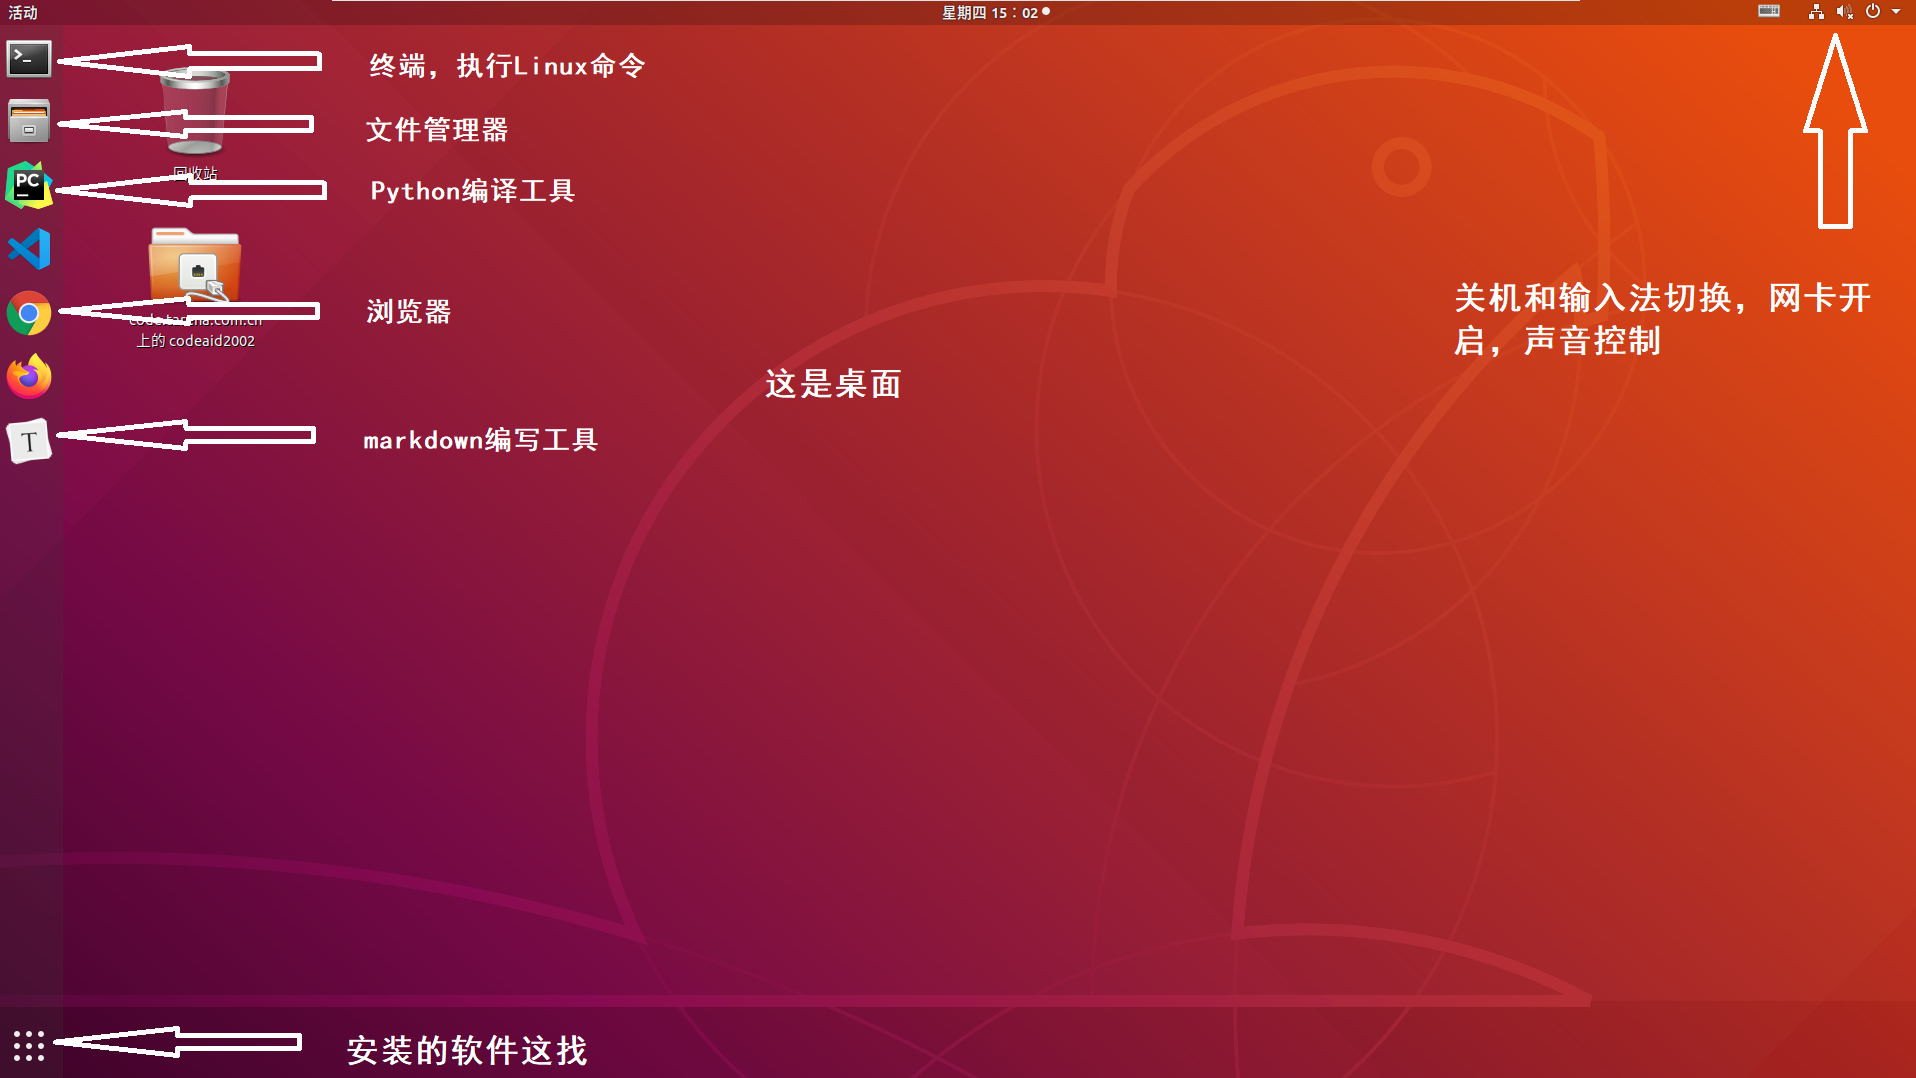 活动
星期四 15：02
终端，执行Linux命令
文件管理器
回收站
PC
Python编译工具
浏览器
上的 codeaid2002
关机和输入法切换，网卡开
启，声音控制
这是桌面
T
markdown编写工具
安装的软件这找